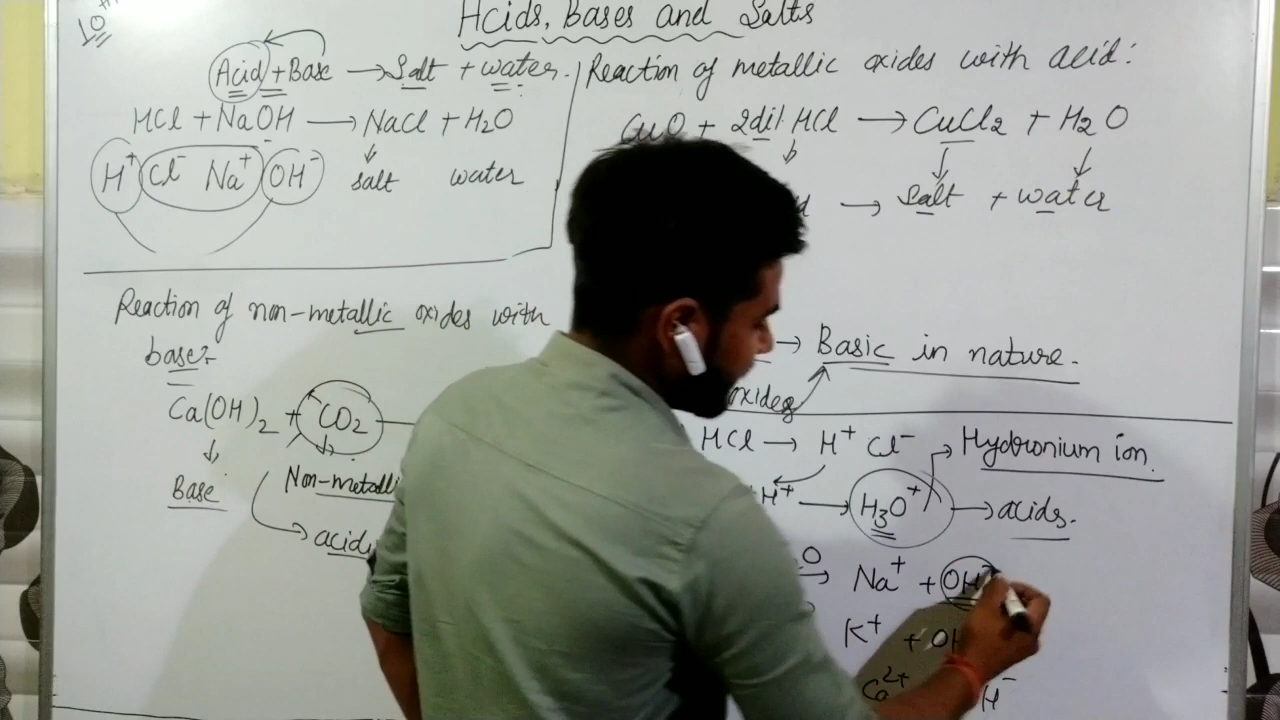 10th
Acids, Bases and Salts
Acid + Base → Salt + water.
HCl + NaOH → NaCl + H2O
H+ Cl- Na+ OH- salt water
Reaction of metallic oxides with acid:
CuO + 2dil HCl → CuCl2 + H2O
→ Salt + water
→ Basic in nature.
oxides
Reaction of non-metallic oxides with
base:-
Ca(OH)2 + CO2
Base Non-metalli
acid
HCl → H+ Cl- Hydronium ion.
H+ → H3O+ → acids.
Na+ + OH-
K+ + OH
Ca2+ H-